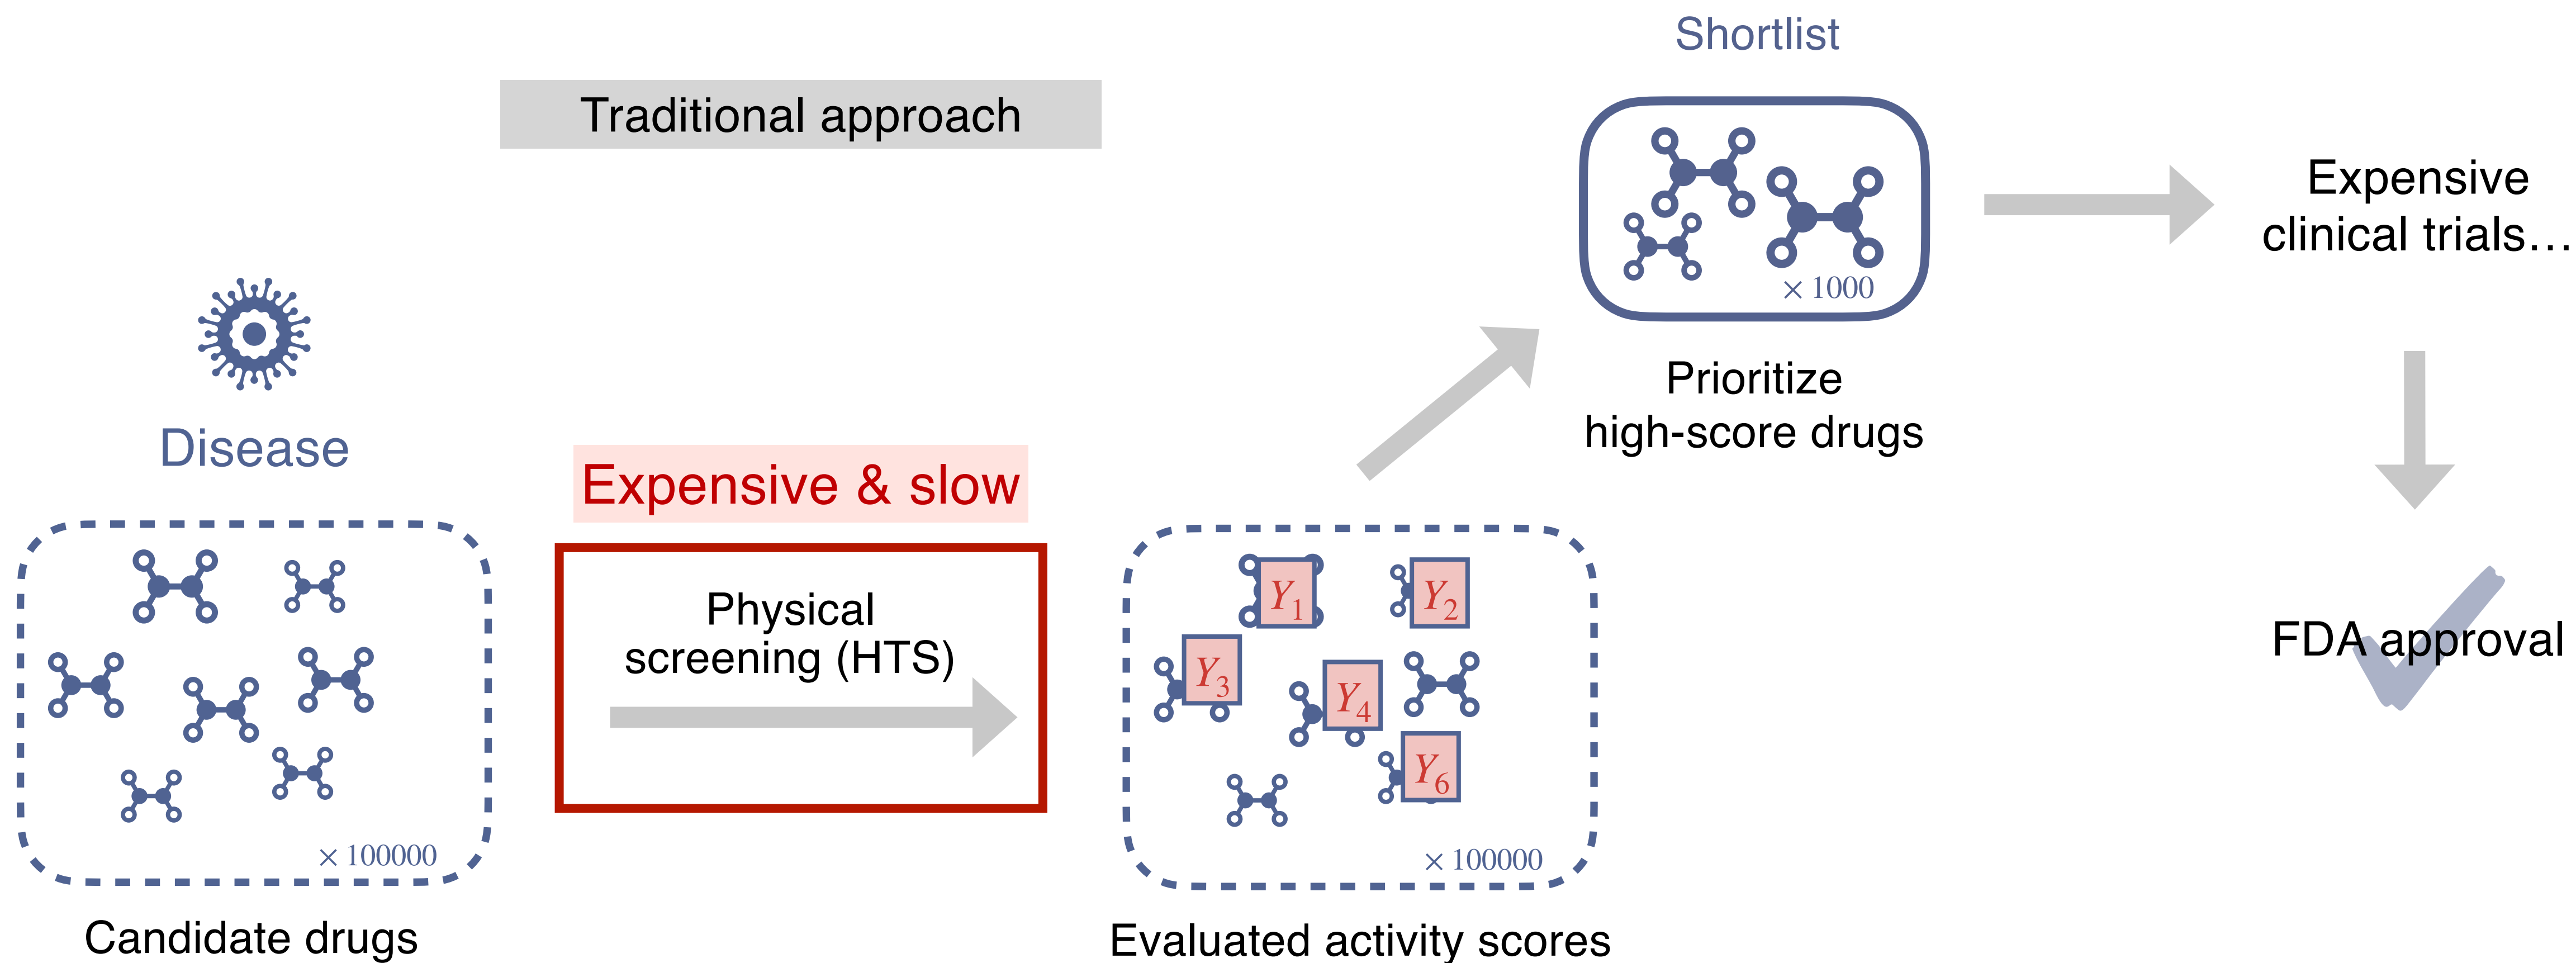 Traditional approach
Disease
× 100000
Candidate drugs
Expensive & slow
Physical
screening (HTS)
Y1
Y2
Y3
Y4
Y6
× 100000
Evaluated activity scores
Shortlist
× 1000
Prioritize
high-score drugs
Expensive
clinical trials…
FDA approval